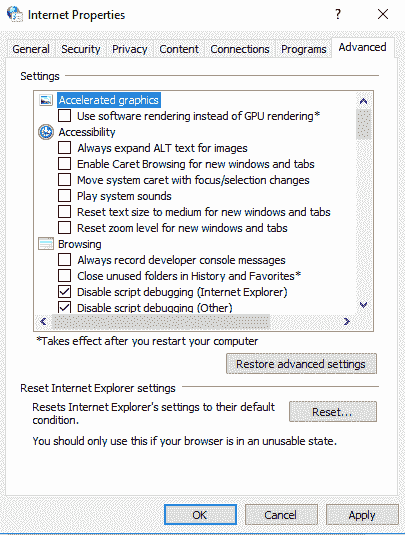 Internet Properties
?
General
Security
Privacy
Content
Connections
Programs
Advanced
Settings
Accelerated graphics
Use software rendering instead of GPU rendering*
Accessibility
Always expand ALT text for images
Enable Caret Browsing for new windows and tabs
Move system caret with focus/selection changes
Play system sounds
Reset text size to medium for new windows and tabs
Reset zoom level for new windows and tabs
Browsing
Always record developer console messages
Close unused folders in History and Favorites*
Disable script debugging (Internet Explorer)
Disable script debugging (Other)
*Takes effect after you restart your computer
Restore advanced settings
Reset Internet Explorer settings
Resets Internet Explorer's settings to their default
condition.
Reset...
You should only use this if your browser is in an unusable state.
OK
Cancel
Apply